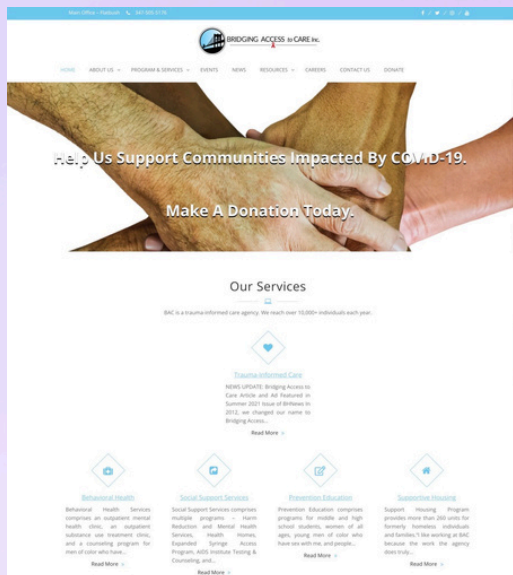 Main Office – Flatbush 347 505 5176
BRIDGING ACCESS to CARE inc.
HOME ABOUT US PROGRAM & SERVICES EVENTS NEWS RESOURCES CAREERS CONTACT US DONATE
Help Us Support Communities Impacted By COVID-19.
Make A Donation Today.
Our Services
BAC is a trauma-informed care agency. We reach over 10,000+ individuals each year.
Trauma-Informed Care
NEWS UPDATE: Bridging Access to
Care Article and Ad Featured in
Summer 2021 Issue of BHNews In
2012, we changed our name to
Bridging Access...
Read More »
Behavioral Health
Behavioral Health Services
comprises an outpatient mental
health clinic, an outpatient
substance use treatment clinic,
and a counseling program for
men of color who have...
Read More »
Social Support Services
Social Support Services comprises
multiple programs – Harm
Reduction and Mental Health
Services, Health Homes,
Expanded Syringe Access
Program, AIDS Institute Testing &
Counseling, and...
Read More »
Prevention Education
Prevention Education comprises
programs for middle and high
school students, women of all
ages, young men of color who
have sex with me, and people...
Read More »
Supportive Housing
Support Housing Program
provides more than 260 units for
formerly homeless individuals
and families."I like working at BAC
because the work the agency
does truly...
Read More »